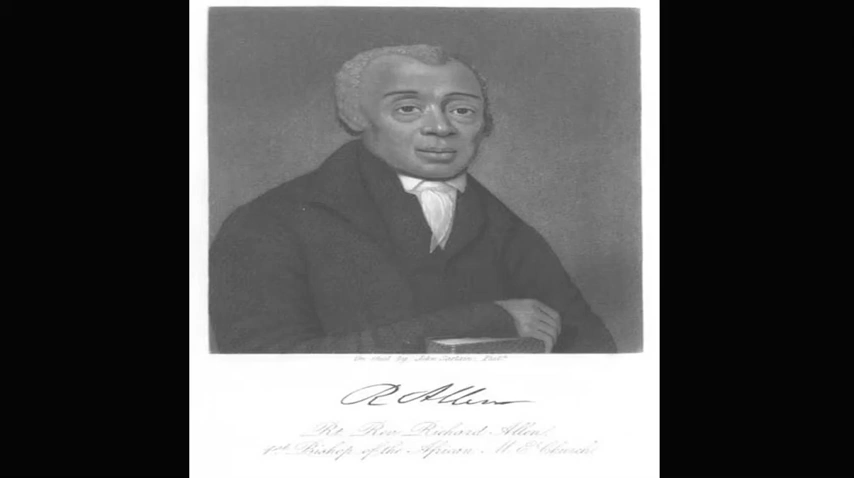 R Allen
Rt. Rev. Richard Allen
1st Bishop of the African M. E. Church